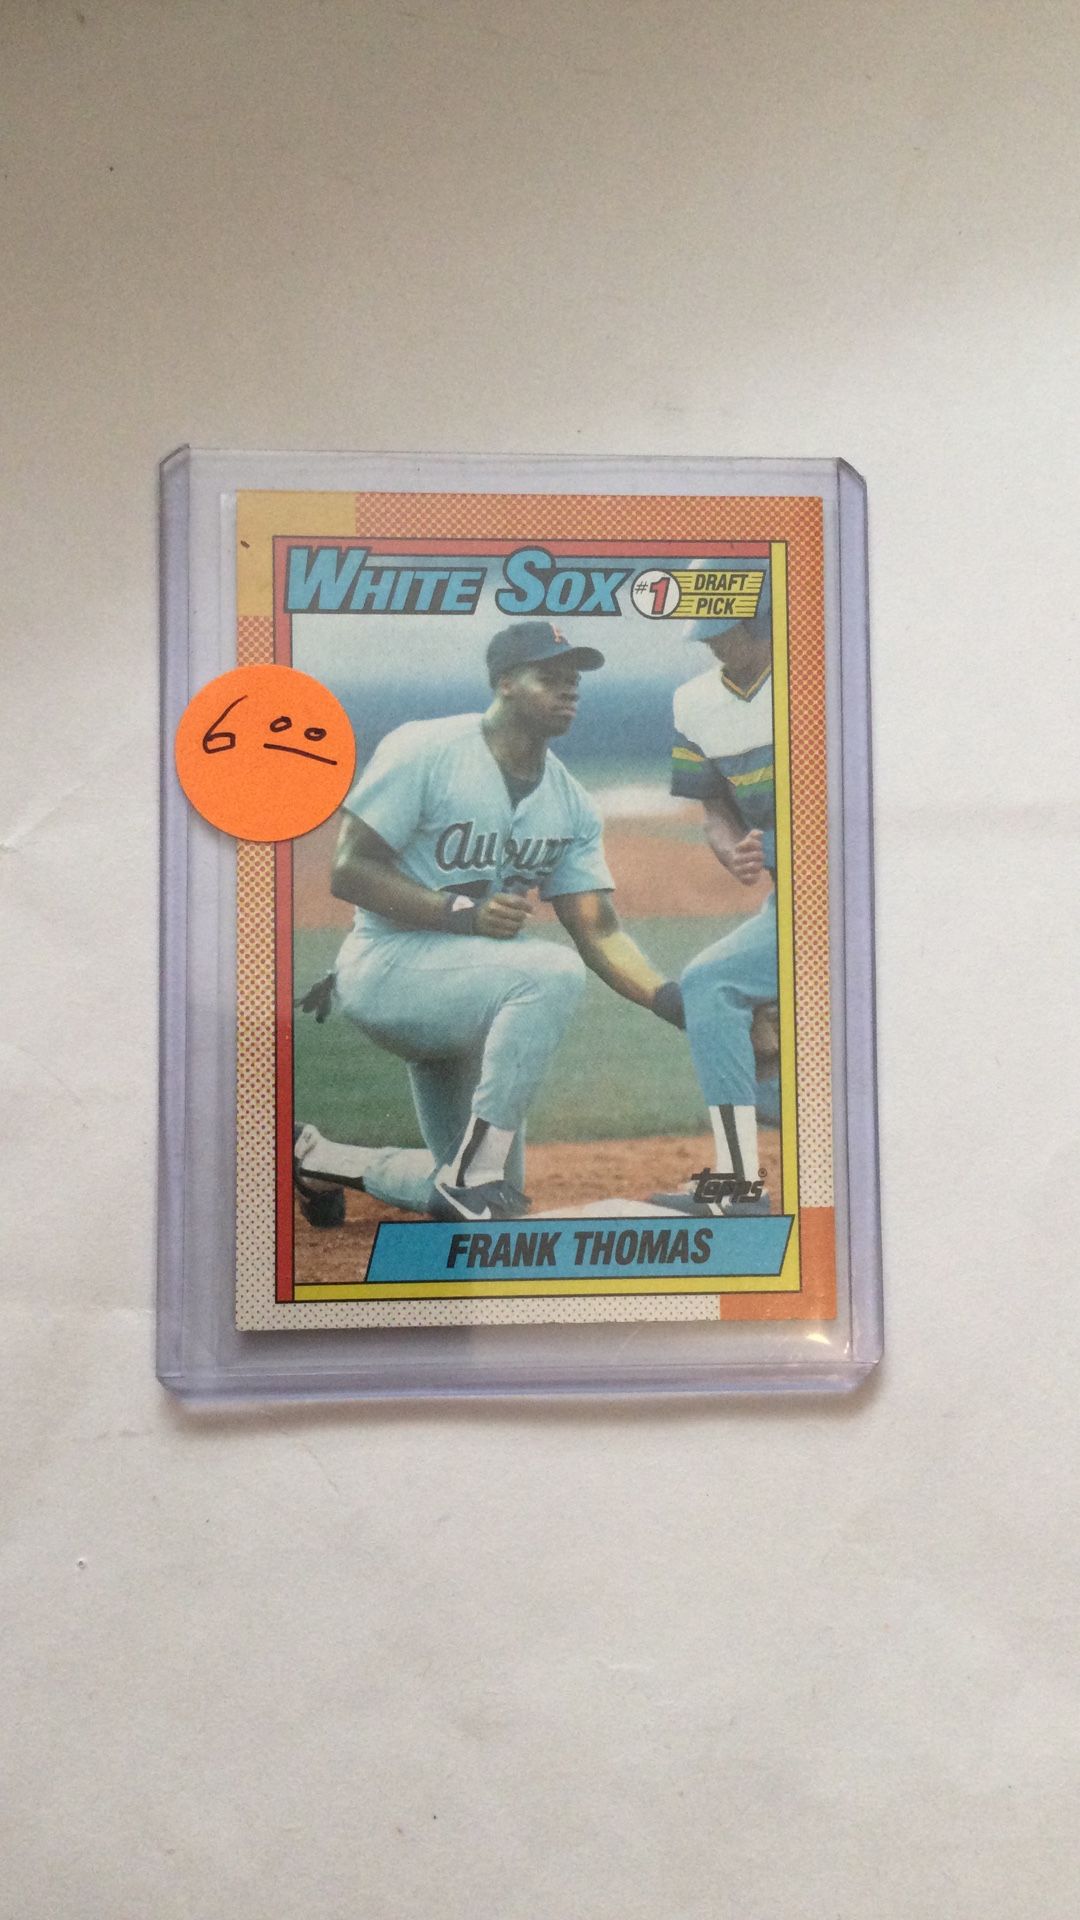 White Sox #1 DRAFT PICK
6 00
Auburn
topps®
FRANK THOMAS